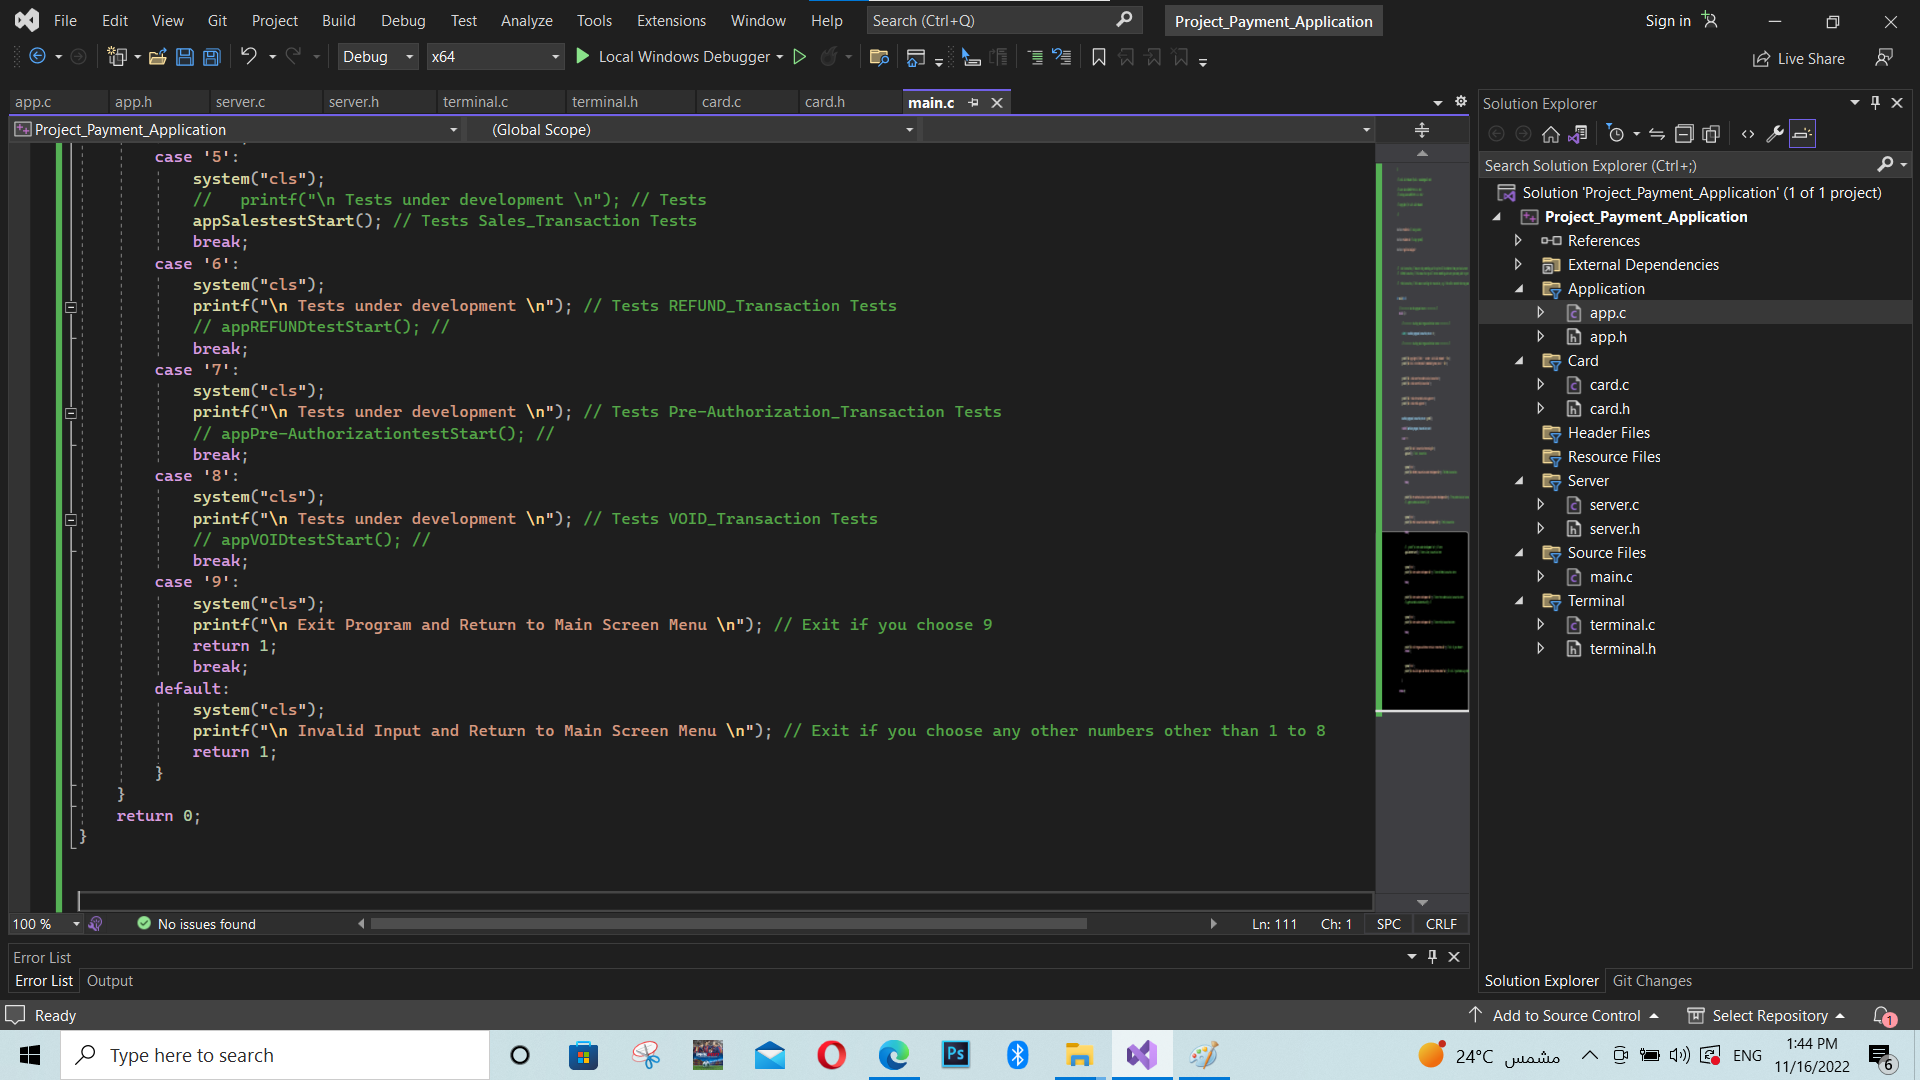 File Edit View Git Project Build Debug Test Analyze Tools Extensions Window Help Search (Ctrl+Q) Project_Payment_Application Sign in
Debug x64 Local Windows Debugger Live Share
app.c app.h server.c server.h terminal.c terminal.h card.c card.h main.c
Project_Payment_Application (Global Scope)
case '5':
system("cls");
//   printf("\n Tests under development \n"); // Tests
appSalestestStart(); // Tests Sales_Transaction Tests
break;
case '6':
system("cls");
printf("\n Tests under development \n"); // Tests REFUND_Transaction Tests
// appREFUNDtestStart(); //
break;
case '7':
system("cls");
printf("\n Tests under development \n"); // Tests Pre-Authorization_Transaction Tests
// appPre-AuthorizationtestStart(); //
break;
case '8':
system("cls");
printf("\n Tests under development \n"); // Tests VOID_Transaction Tests
// appVOIDtestStart(); //
break;
case '9':
system("cls");
printf("\n Exit Program and Return to Main Screen Menu \n"); // Exit if you choose 9
return 1;
break;
default:
system("cls");
printf("\n Invalid Input and Return to Main Screen Menu \n"); // Exit if you choose any other numbers other than 1 to 8
return 1;
}
}
return 0;
}
100 % No issues found Ln: 111 Ch: 1 SPC CRLF
Error List
Error List Output
Solution Explorer
Search Solution Explorer (Ctrl+;)
Solution 'Project_Payment_Application' (1 of 1 project)
Project_Payment_Application
References
External Dependencies
Application
app.c
app.h
Card
card.c
card.h
Header Files
Resource Files
Server
server.c
server.h
Source Files
main.c
Terminal
terminal.c
terminal.h
Solution Explorer Git Changes
Ready Add to Source Control Select Repository 1
Type here to search Ps 24°C مشمس ENG 1:44 PM
11/16/2022 6